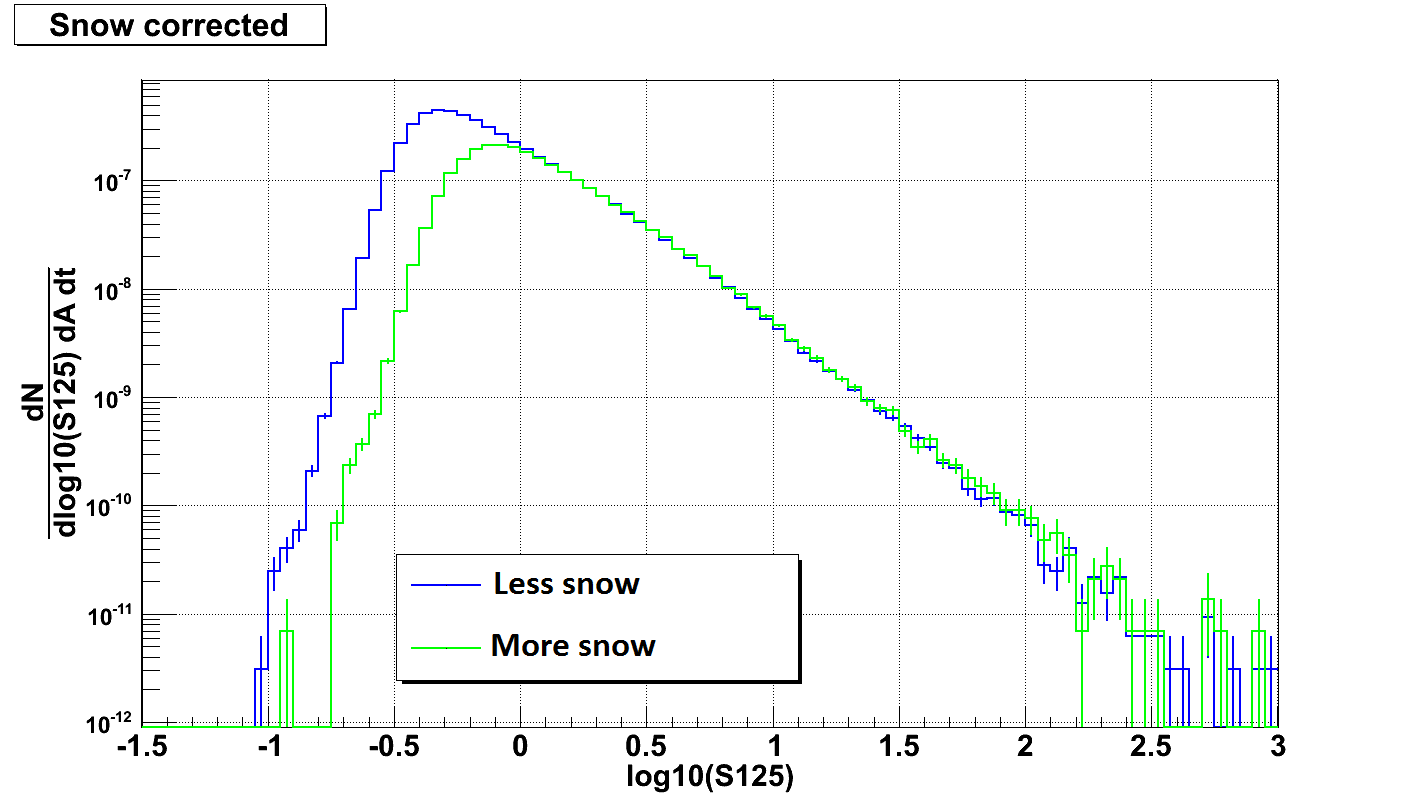 Snow corrected
dN
dlog10(S125) dA dt
10-7
10-8
10-9
10-10
10-11
10-12
Less snow
More snow
-1.5 -1 -0.5 0 0.5 1 1.5 2 2.5 3
log10(S125)